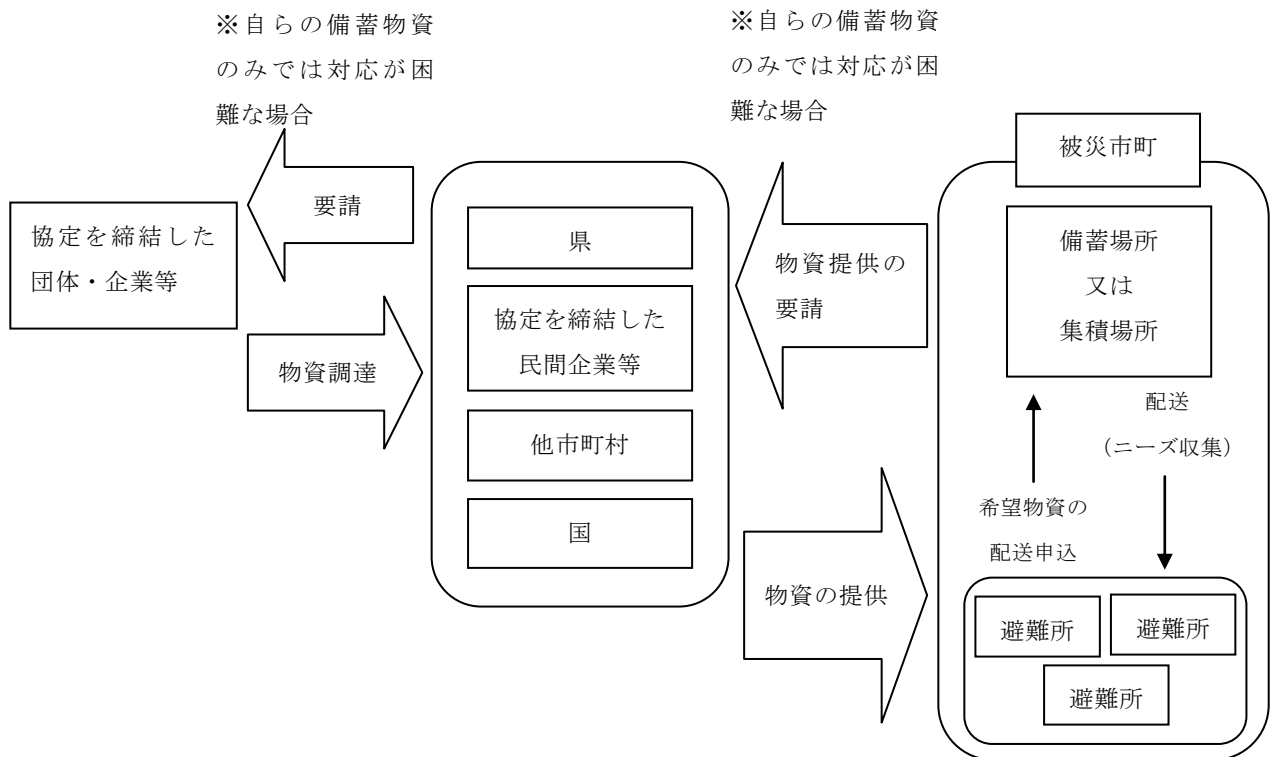 ※自らの備蓄物資
のみでは対応が困
難な場合
※自らの備蓄物資
のみでは対応が困
難な場合
被災市町
要請
協定を締結した
団体・企業等
物資調達
県
協定を締結した
民間企業等
他市町村
国
物資提供の
要請
物資の提供
備蓄場所
又は
集積場所
配送
(ニーズ収集)
希望物資の
配送申込
避難所
避難所
避難所